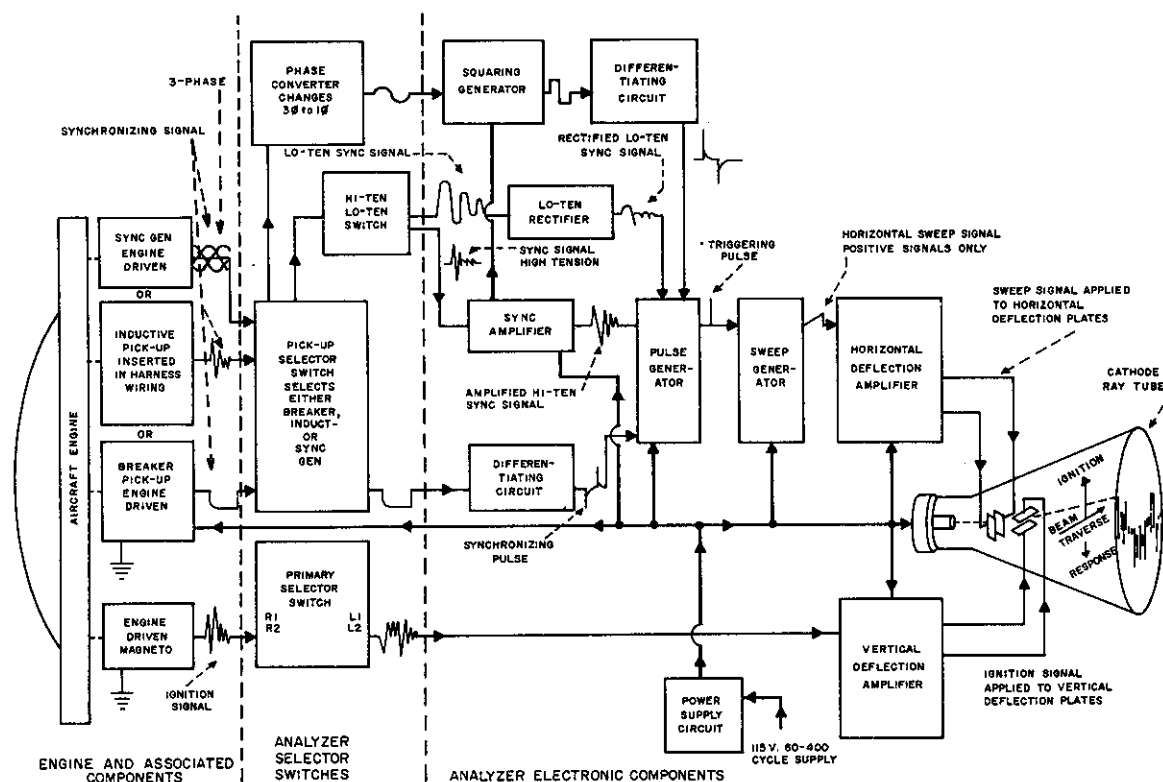 3-PHASE
SYNCHRONIZING SIGNAL
PHASE
CONVERTER
CHANGES
3Ø to 1Ø
SQUARING
GENERATOR
DIFFEREN-
TIATING
CIRCUIT
LO-TEN SYNC SIGNAL
RECTIFIED LO-TEN
SYNC SIGNAL
HI-TEN
LO-TEN
SWITCH
LO-TEN
RECTIFIER
SYNC SIGNAL
HIGH TENSION
TRIGGERING
PULSE
HORIZONTAL SWEEP SIGNAL
POSITIVE SIGNALS ONLY
SWEEP SIGNAL APPLIED
TO HORIZONTAL
DEFLECTION PLATES
CATHODE
RAY TUBE
AIRCRAFT ENGINE
SYNC GEN
ENGINE
DRIVEN
OR
INDUCTIVE
PICK-UP
INSERTED
IN HARNESS
WIRING
OR
BREAKER
PICK-UP
ENGINE
DRIVEN
PICK-UP
SELECTOR
SWITCH
SELECTS
EITHER
BREAKER,
INDUCT-
OR
SYNC
GEN
SYNC
AMPLIFIER
AMPLIFIED HI-TEN
SYNC SIGNAL
PULSE
GENER-
ATOR
SWEEP
GENER-
ATOR
HORIZONTAL
DEFLECTION
AMPLIFIER
DIFFEREN-
TIATING
CIRCUIT
SYNCHRONIZING
PULSE
IGNITION
BEAM
TRAVERSE
RESPONSE
ENGINE
DRIVEN
MAGNETO
IGNITION
SIGNAL
PRIMARY
SELECTOR
SWITCH
R1 L1
R2 L2
POWER
SUPPLY
CIRCUIT
115 V. 60-400
CYCLE SUPPLY
VERTICAL
DEFLECTION
AMPLIFIER
IGNITION SIGNAL
APPLIED TO VERTICAL
DEFLECTION PLATES
ENGINE AND ASSOCIATED
COMPONENTS
ANALYZER
SELECTOR
SWITCHES
ANALYZER ELECTRONIC COMPONENTS